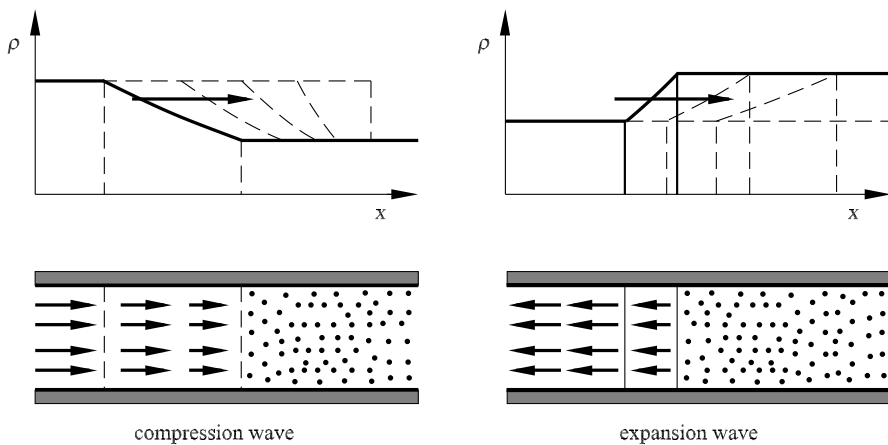 ρ
ρ
x
x
compression wave
expansion wave